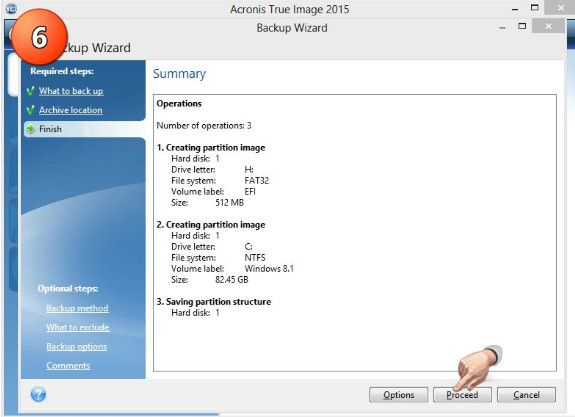 Acronis True Image 2015
Backup Wizard
6
ckup Wizard
Required steps:
What to back up
Archive location
Finish
Summary
Operations
Number of operations: 3
1. Creating partition image
Hard disk: 1
Drive letter: H:
File system: FAT32
Volume label: EFI
Size: 512 MB
2. Creating partition image
Hard disk: 1
Drive letter: C:
File system: NTFS
Volume label: Windows 8.1
Size: 82.45 GB
3. Saving partition structure
Hard disk: 1
Optional steps:
Backup method
What to exclude
Backup options
Comments
?
Options Proceed Cancel